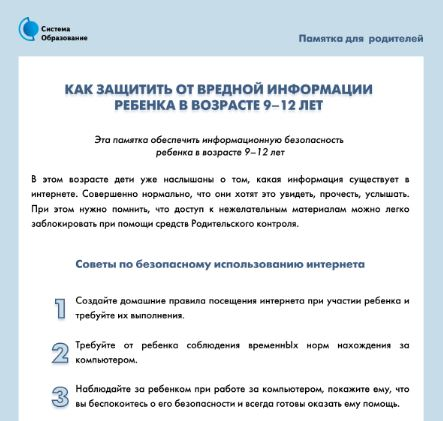 Система
Образование
Памятка для родителей
КАК ЗАЩИТИТЬ ОТ ВРЕДНОЙ ИНФОРМАЦИИ
РЕБЕНКА В ВОЗРАСТЕ 9–12 ЛЕТ
Эта памятка обеспечить информационную безопасность
ребенка в возрасте 9–12 лет
В этом возрасте дети уже наслышаны о том, какая информация существует в
интернете. Совершенно нормально, что они хотят это увидеть, прочесть, услышать.
При этом нужно помнить, что доступ к нежелательным материалам можно легко
заблокировать при помощи средств Родительского контроля.
Советы по безопасному использованию интернета
1 Создайте домашние правила посещения интернета при участии ребенка и
требуйте их выполнения.
2 Требуйте от ребенка соблюдения временнЫх норм нахождения за
компьютером.
3 Наблюдайте за ребенком при работе за компьютером, покажите ему, что
вы беспокоитесь о его безопасности и всегда готовы оказать ему помощь.